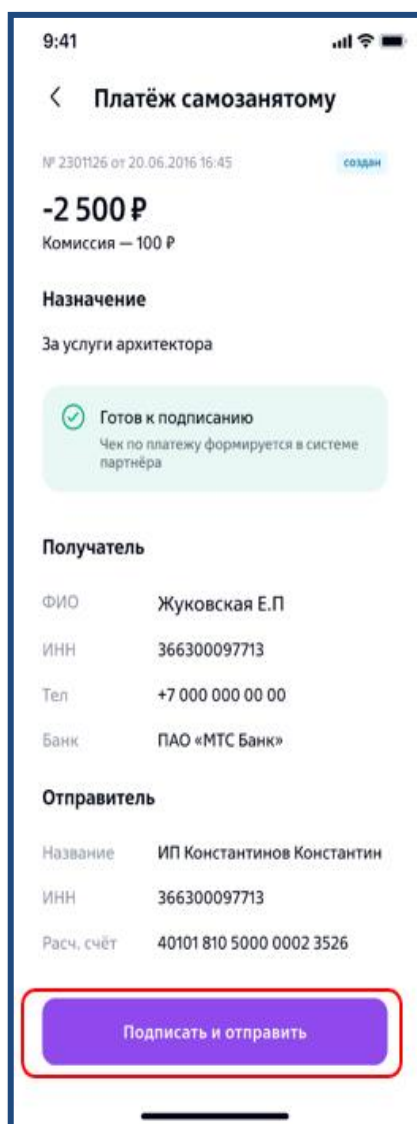 9:41
Платёж самозанятому
№ 2301126 от 20.06.2016 16:45 создан
-2 500 ₽
Комиссия — 100 ₽
Назначение
За услуги архитектора
Готов к подписанию
Чек по платежу формируется в системе
партнёра
Получатель
ФИО Жуковская Е.П
ИНН 366300097713
Тел +7 000 000 00 00
Банк ПАО «МТС Банк»
Отправитель
Название ИП Константинов Константин
ИНН 366300097713
Расч. счёт 40101 810 5000 0002 3526
Подписать и отправить